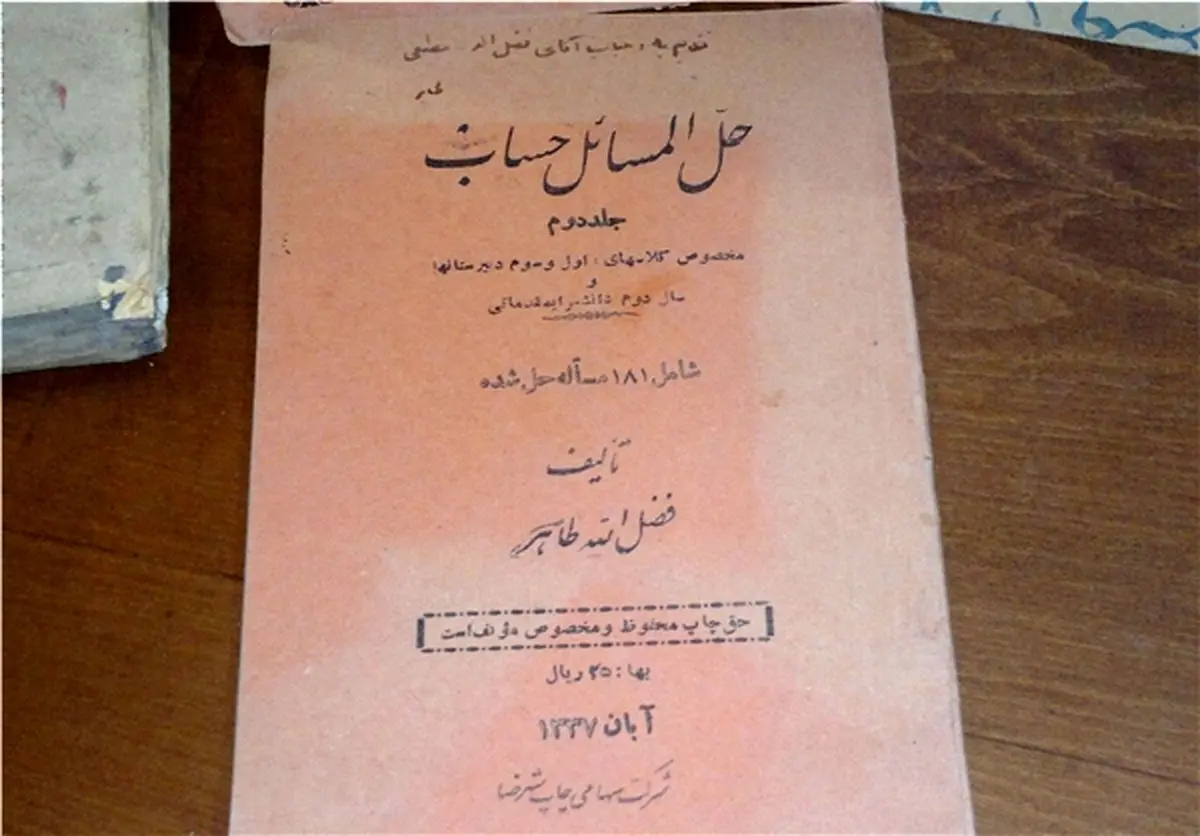 تقدیم به جناب آقای فضل اله
طاهر
حلّ المسائل حساب
جلد دوم
مخصوص کلاسهای: اول و سوم دبیرستانها
و
سال دوم دانشسرایمقدماتی
شامل ۱۸۱ مسأله حل شده
تألیف
فضل الله طاهر
حق چاپ محفوظ و مخصوص مؤلف است
بها: ۲۵ ریال
آبان ۱۳۳۷
شرکت سهامی چاپ